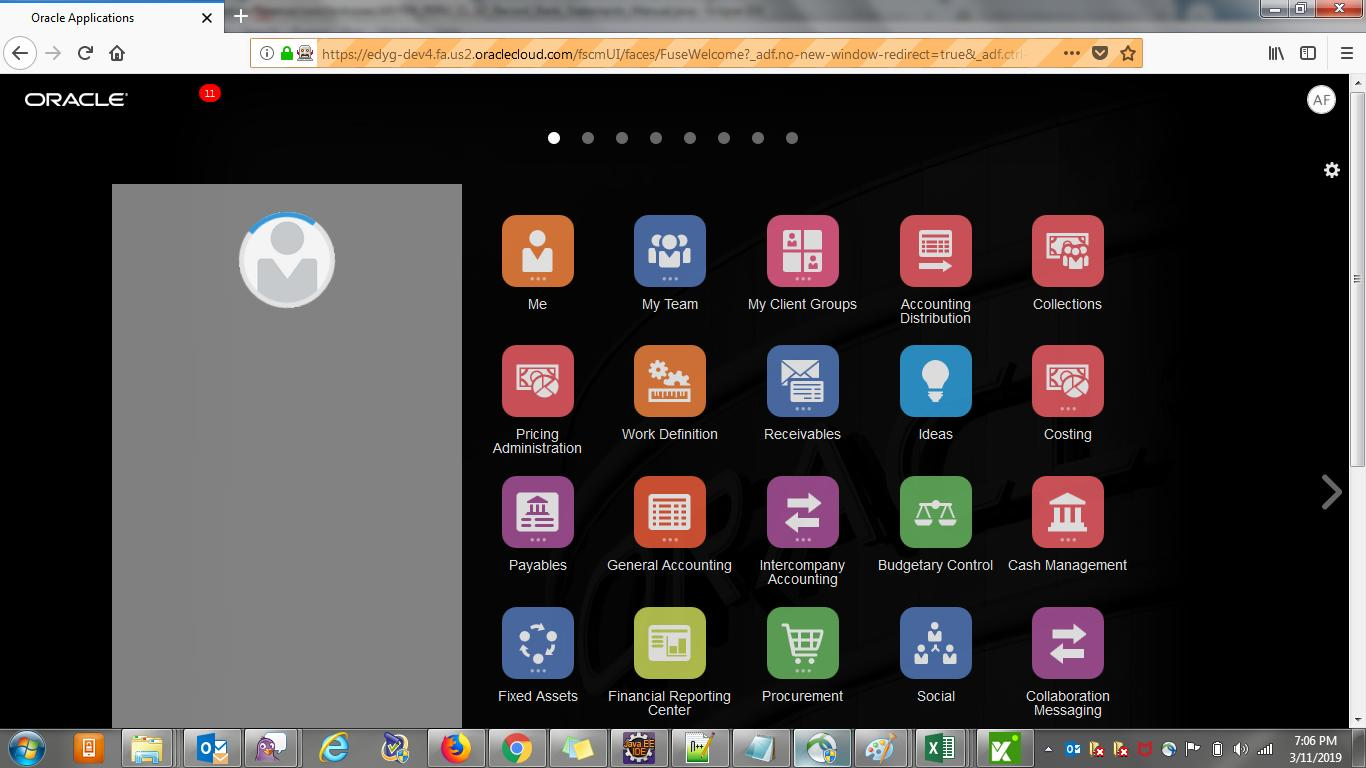 Oracle Applications
https://edyg-dev4.fa.us2.oraclecloud.com/fscmUI/faces/FuseWelcome?_adf.no-new-window-redirect=true&_adf.ctrl-
ORACLE
11
AF
Me
My Team
My Client Groups
Accounting
Distribution
Collections
Pricing
Administration
Work Definition
Receivables
Ideas
Costing
Payables
General Accounting
Intercompany
Accounting
Budgetary Control
Cash Management
Fixed Assets
Financial Reporting
Center
Procurement
Social
Collaboration
Messaging
Java EE
IDE
7:06 PM
3/11/2019